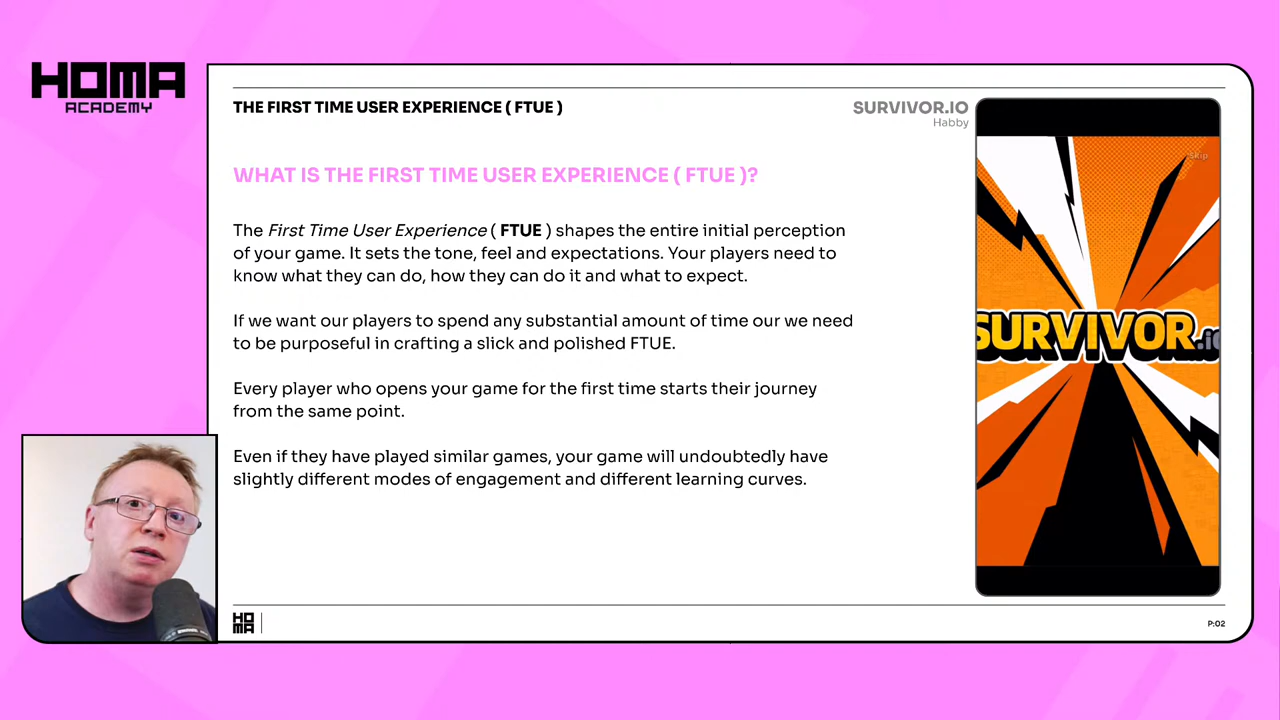 HOMA
ACADEMY
THE FIRST TIME USER EXPERIENCE ( FTUE )
SURVIVOR.IO
Habby
WHAT IS THE FIRST TIME USER EXPERIENCE ( FTUE )?
The First Time User Experience ( FTUE ) shapes the entire initial perception
of your game. It sets the tone, feel and expectations. Your players need to
know what they can do, how they can do it and what to expect.
If we want our players to spend any substantial amount of time our we need
to be purposeful in crafting a slick and polished FTUE.
Every player who opens your game for the first time starts their journey
from the same point.
Even if they have played similar games, your game will undoubtedly have
slightly different modes of engagement and different learning curves.
Skip
SURVIVOR.io
HO
MA
P:02